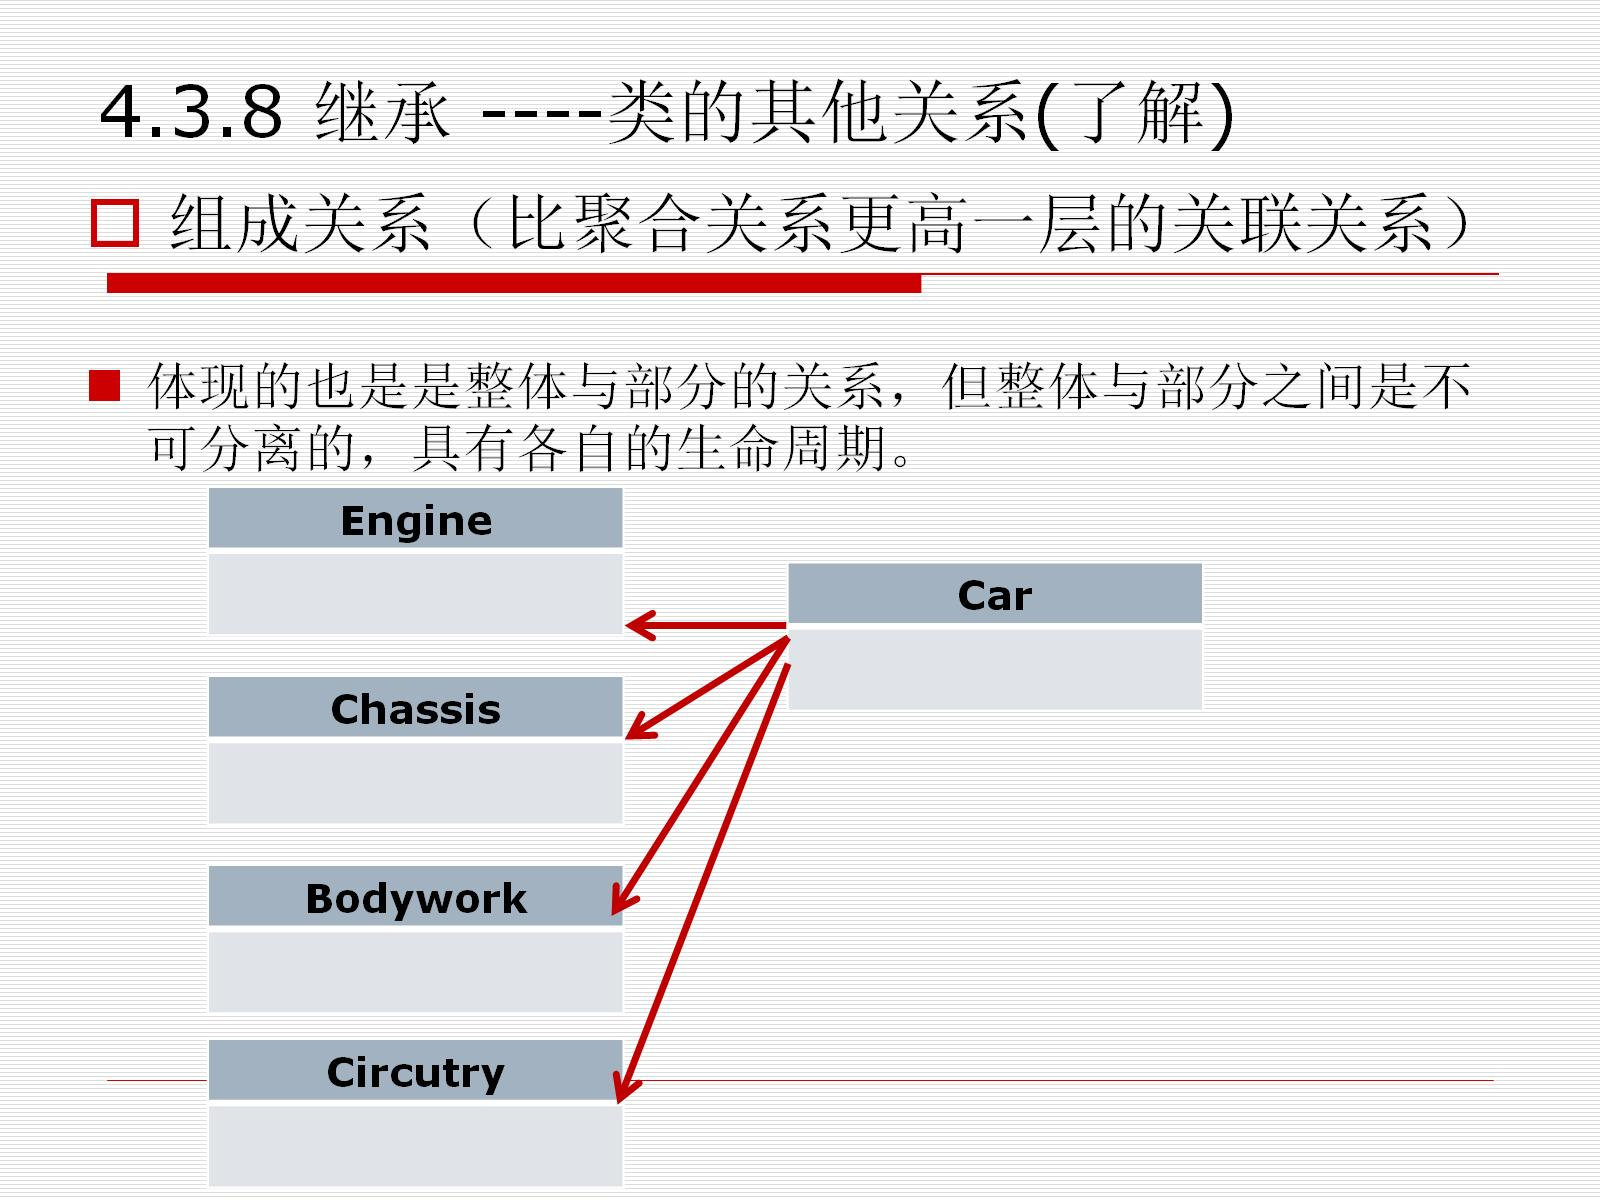 4.3.8 继承 ----类的其他关系(了解)
组成关系（比聚合关系更高一层的关联关系）
体现的也是是整体与部分的关系，但整体与部分之间是不
可分离的，具有各自的生命周期。
Engine
Car
Chassis
Bodywork
Circutry